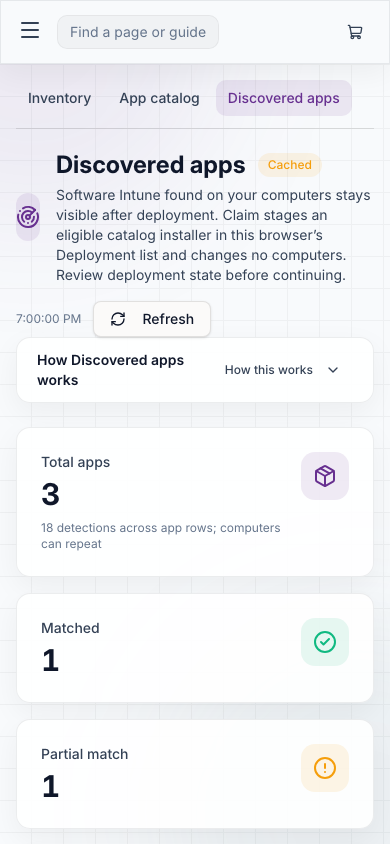 Find a page or guide
Inventory
App catalog
Discovered apps
Discovered apps
Cached
Software Intune found on your computers stays
visible after deployment. Claim stages an
eligible catalog installer in this browser's
Deployment list and changes no computers.
Review deployment state before continuing.
7:00:00 PM
Refresh
How Discovered apps
works
How this works
Total apps
3
18 detections across app rows; computers
can repeat
Matched
1
Partial match
1